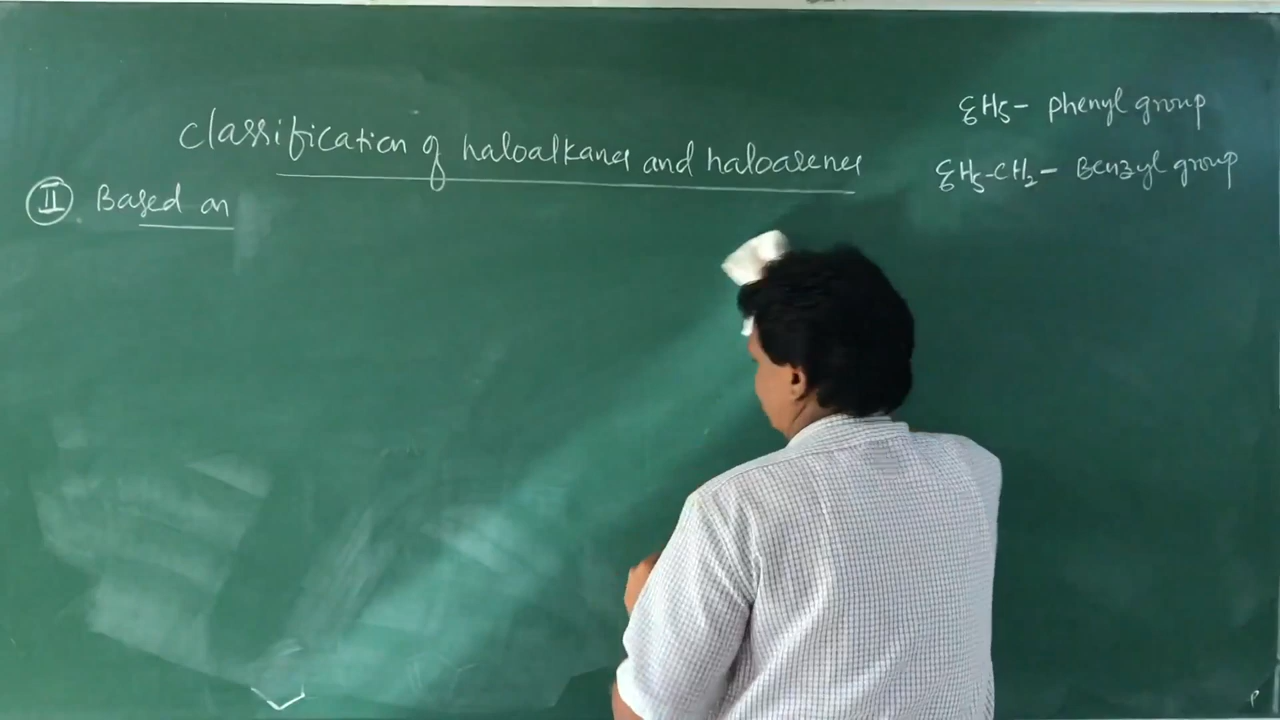 Classification of haloalkanes and haloarenes
C6H5- phenyl group
C6H5-CH2- Benzyl group
II Based on
P